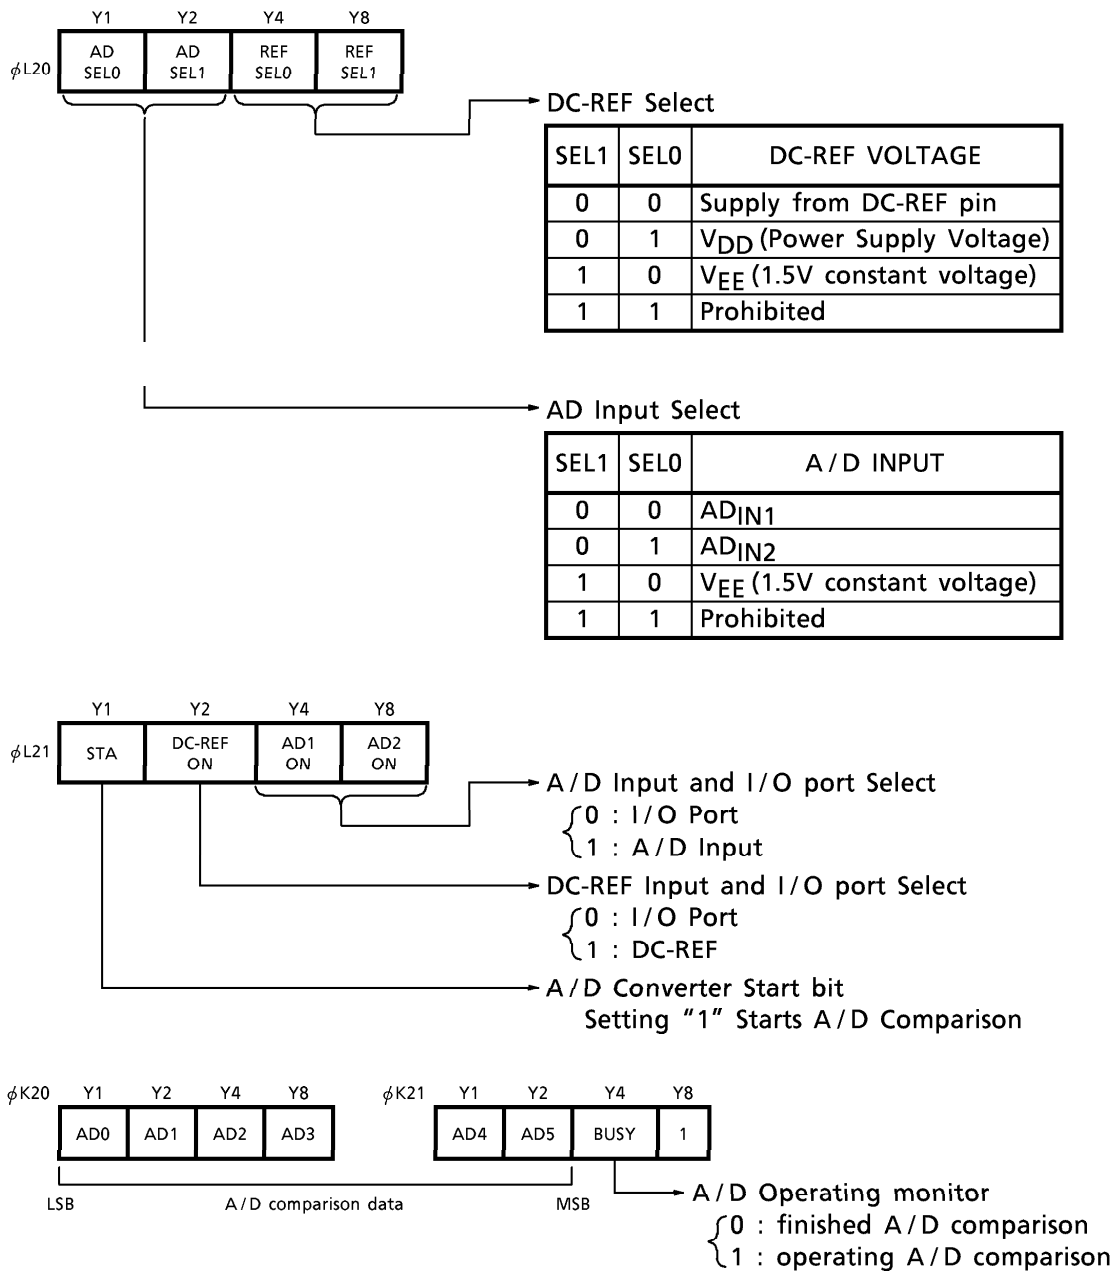 Y1 Y2 Y4 Y8
ϕL20
AD SEL0
AD SEL1
REF SEL0
REF SEL1
DC-REF Select
SEL1 SEL0 DC-REF VOLTAGE
0 0 Supply from DC-REF pin
0 1 VDD (Power Supply Voltage)
1 0 VEE (1.5V constant voltage)
1 1 Prohibited
AD Input Select
SEL1 SEL0 A/D INPUT
0 0 ADIN1
0 1 ADIN2
1 0 VEE (1.5V constant voltage)
1 1 Prohibited
Y1 Y2 Y4 Y8
ϕL21
STA
DC-REF ON
AD1 ON
AD2 ON
A/D Input and I/O port Select
0 : I/O Port
1 : A/D Input
DC-REF Input and I/O port Select
0 : I/O Port
1 : DC-REF
A/D Converter Start bit
Setting “1” Starts A/D Comparison
ϕK20 Y1 Y2 Y4 Y8
AD0 AD1 AD2 AD3
ϕK21 Y1 Y2 Y4 Y8
AD4 AD5 BUSY 1
LSB A/D comparison data MSB
A/D Operating monitor
0 : finished A/D comparison
1 : operating A/D comparison